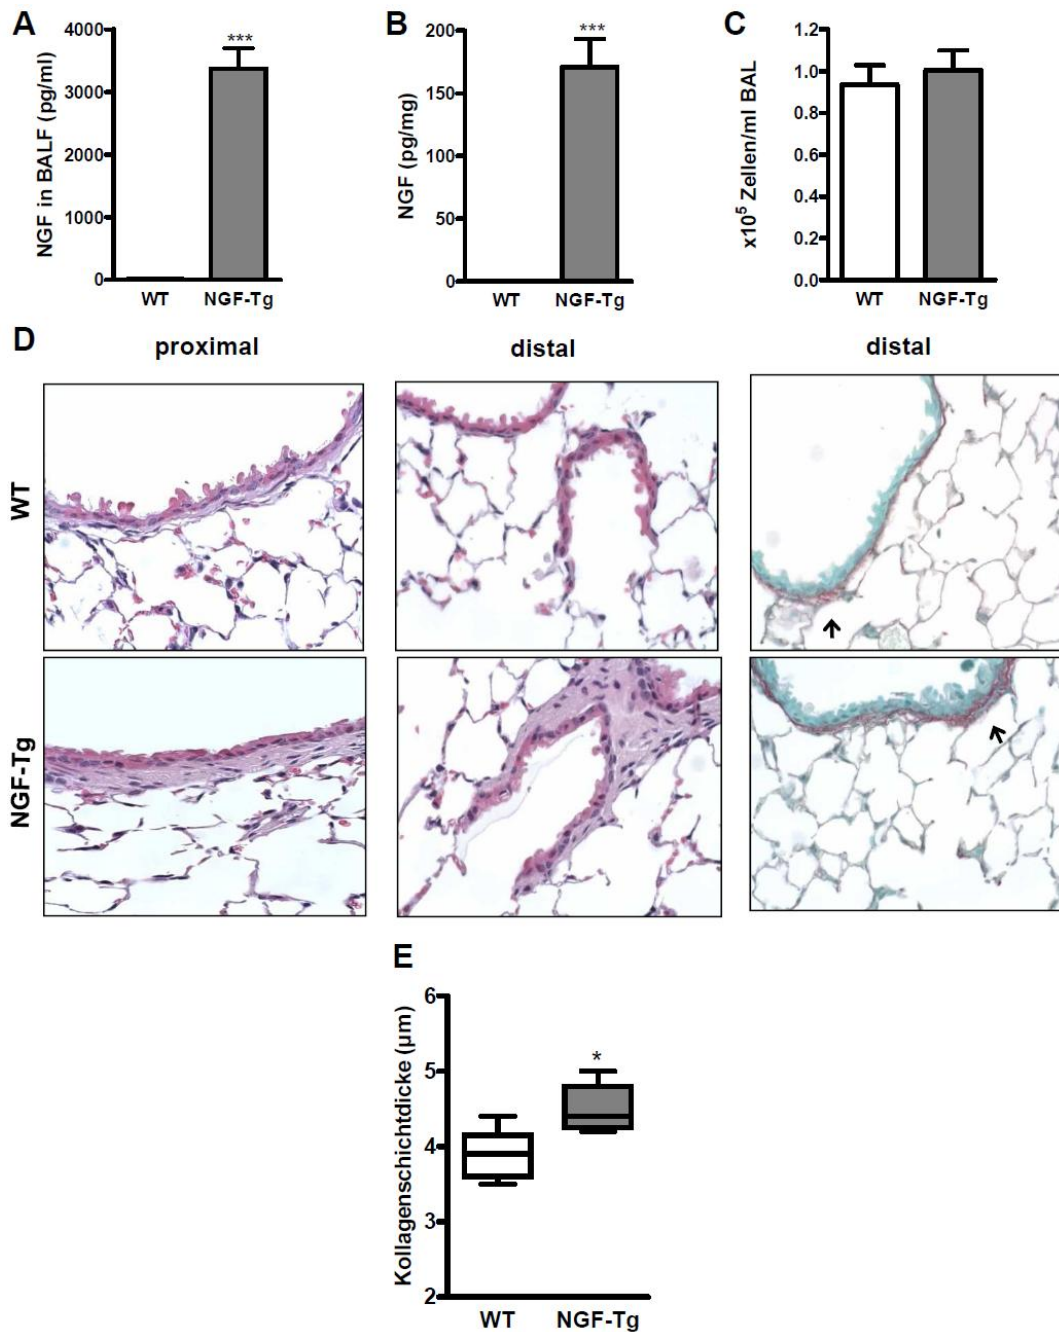 A
NGF in BALF (pg/ml)
4000
3000
2000
1000
0
***
WT NGF-Tg
B
NGF (pg/mg)
200
150
100
50
0
***
WT NGF-Tg
C
x10⁵ Zellen/ml BAL
1.2
1.0
0.8
0.6
0.4
0.2
0.0
WT NGF-Tg
D
proximal distal distal
WT
NGF-Tg
E
Kollagenschichtdicke (µm)
6
5
4
3
2
*
WT NGF-Tg